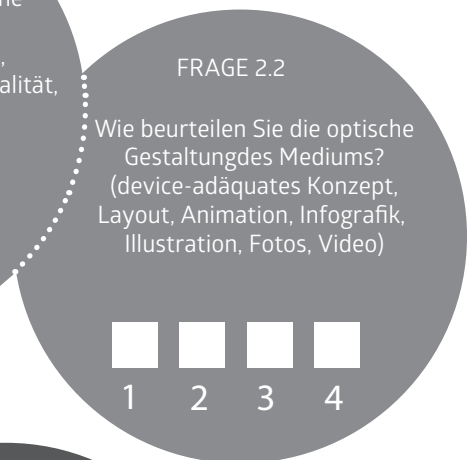 alität,
FRAGE 2.2
Wie beurteilen Sie die optische
Gestaltungdes Mediums?
(device-adäquates Konzept,
Layout, Animation, Infografik,
Illustration, Fotos, Video)
1 2 3 4